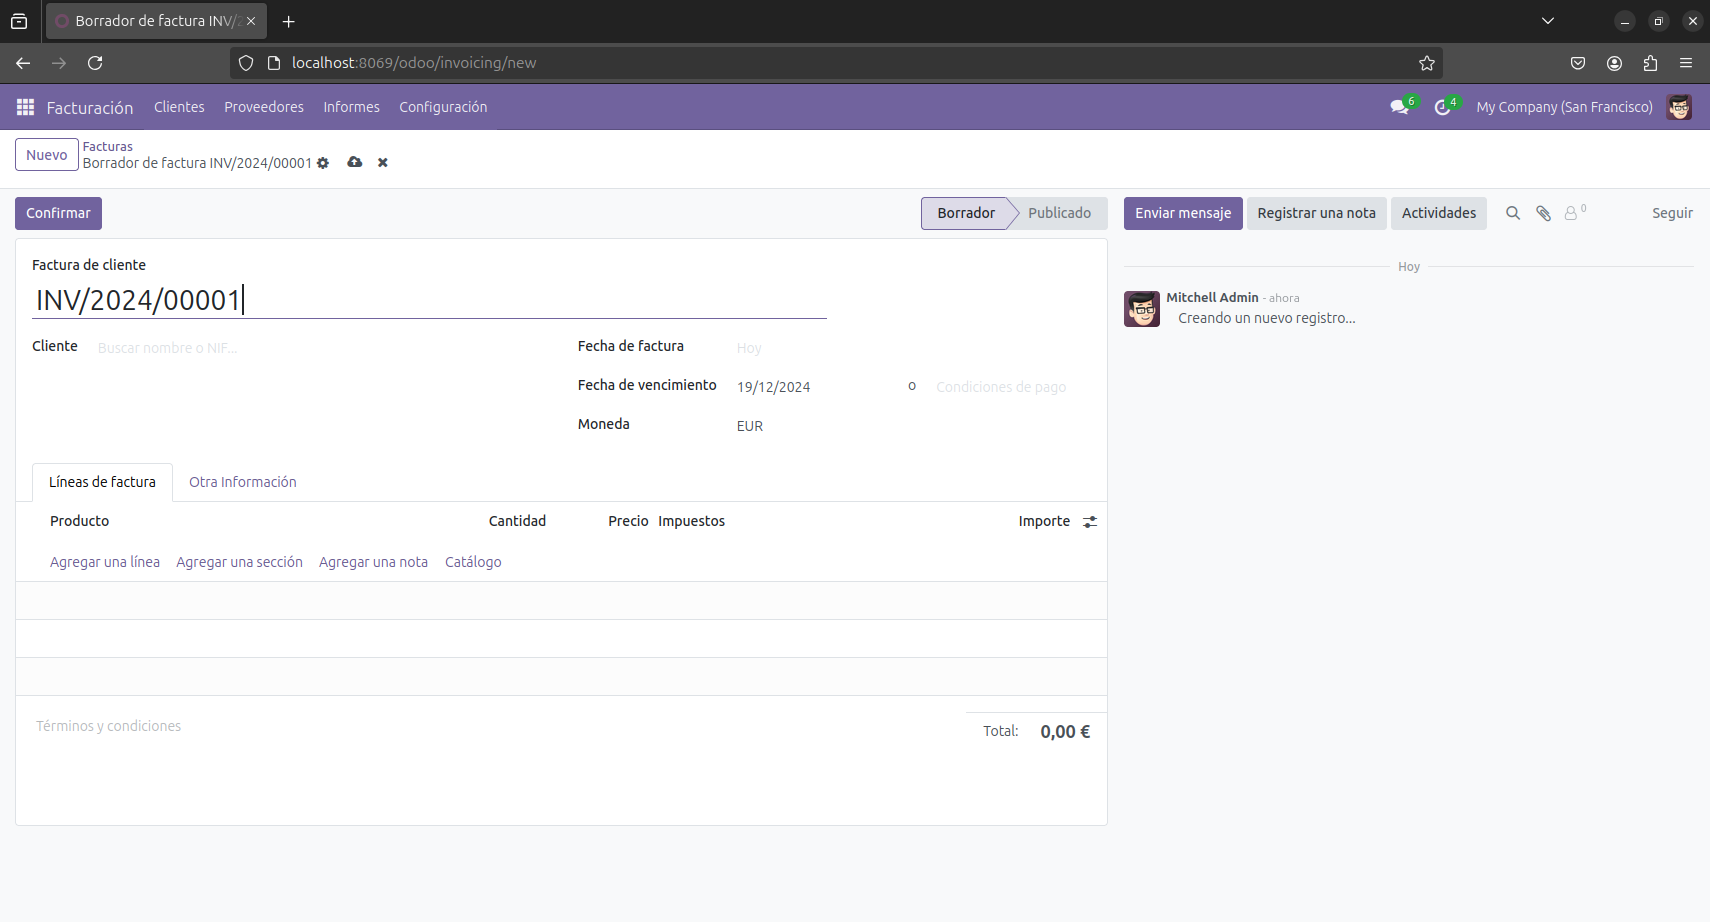 Borrador de factura INV/2
localhost:8069/odoo/invoicing/new
Facturación Clientes Proveedores Informes Configuración 6 4 My Company (San Francisco)
Nuevo
Facturas
Borrador de factura INV/2024/00001
Confirmar Borrador Publicado Enviar mensaje Registrar una nota Actividades 0 Seguir
Factura de cliente
INV/2024/00001
Cliente Buscar nombre o NIF...
Fecha de factura Hoy
Fecha de vencimiento 19/12/2024 o Condiciones de pago
Moneda EUR
Líneas de factura Otra Información
Producto Cantidad Precio Impuestos Importe
Agregar una línea Agregar una sección Agregar una nota Catálogo
Términos y condiciones
Total: 0,00 €
Hoy
Mitchell Admin - ahora
Creando un nuevo registro...